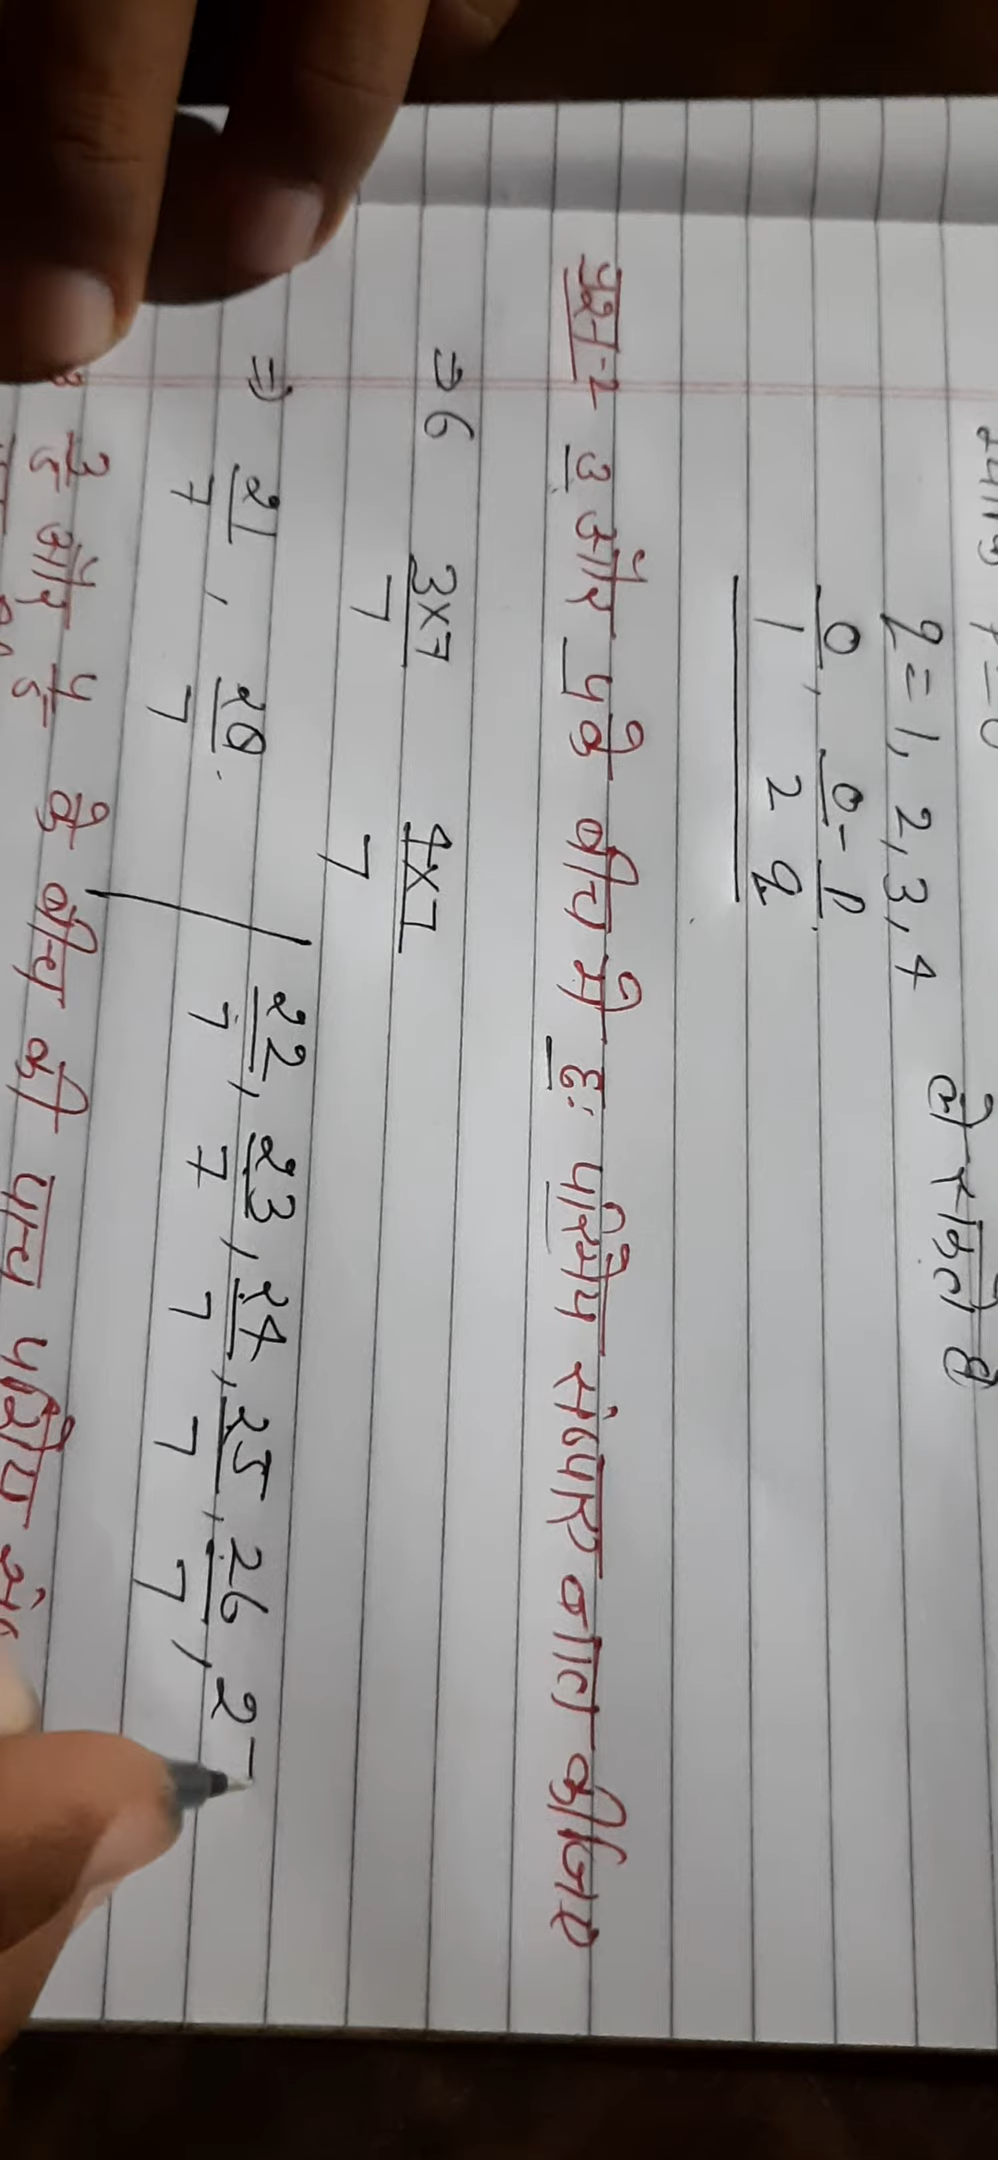 q = 1, 2, 3, 4
0/1, 0/2 - p/q
प्रश्न-2 3 और 4 के बीच में छः परिमेय संख्याएं ज्ञात कीजिए
⇒ 6 3×7/7 4×7/7
⇒ 21/7, 28/7. 22/7, 23/7, 24/7, 25/7, 26/7, 27
3/5 और 4/5 के बीच की पाच परिमेय